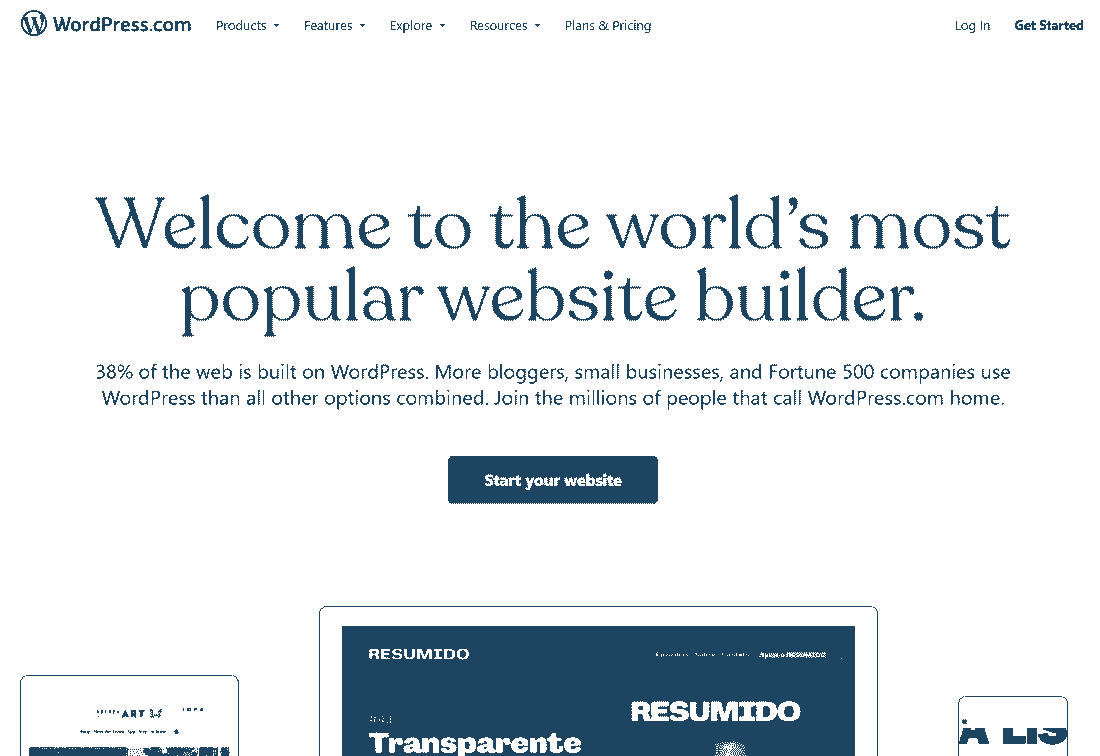 WordPress.com Products Features Explore Resources Plans & Pricing Log In Get Started
Welcome to the world’s most
popular website builder.
38% of the web is built on WordPress. More bloggers, small businesses, and Fortune 500 companies use
WordPress than all other options combined. Join the millions of people that call WordPress.com home.
Start your website
RESUMIDO
RESUMIDO
ART
Transparente